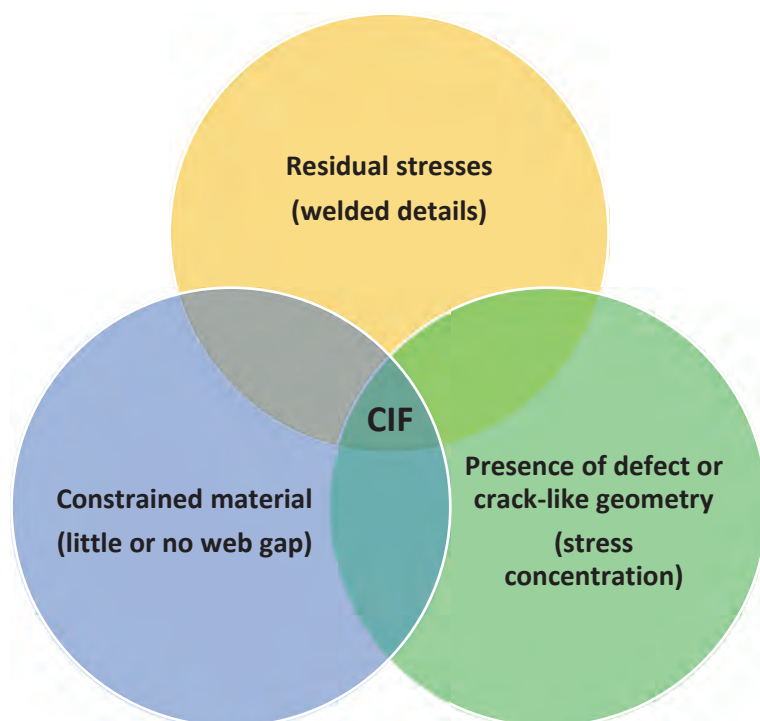 Residual stresses
(welded details)
CIF
Constrained material
(little or no web gap)
Presence of defect or
crack-like geometry
(stress
concentration)